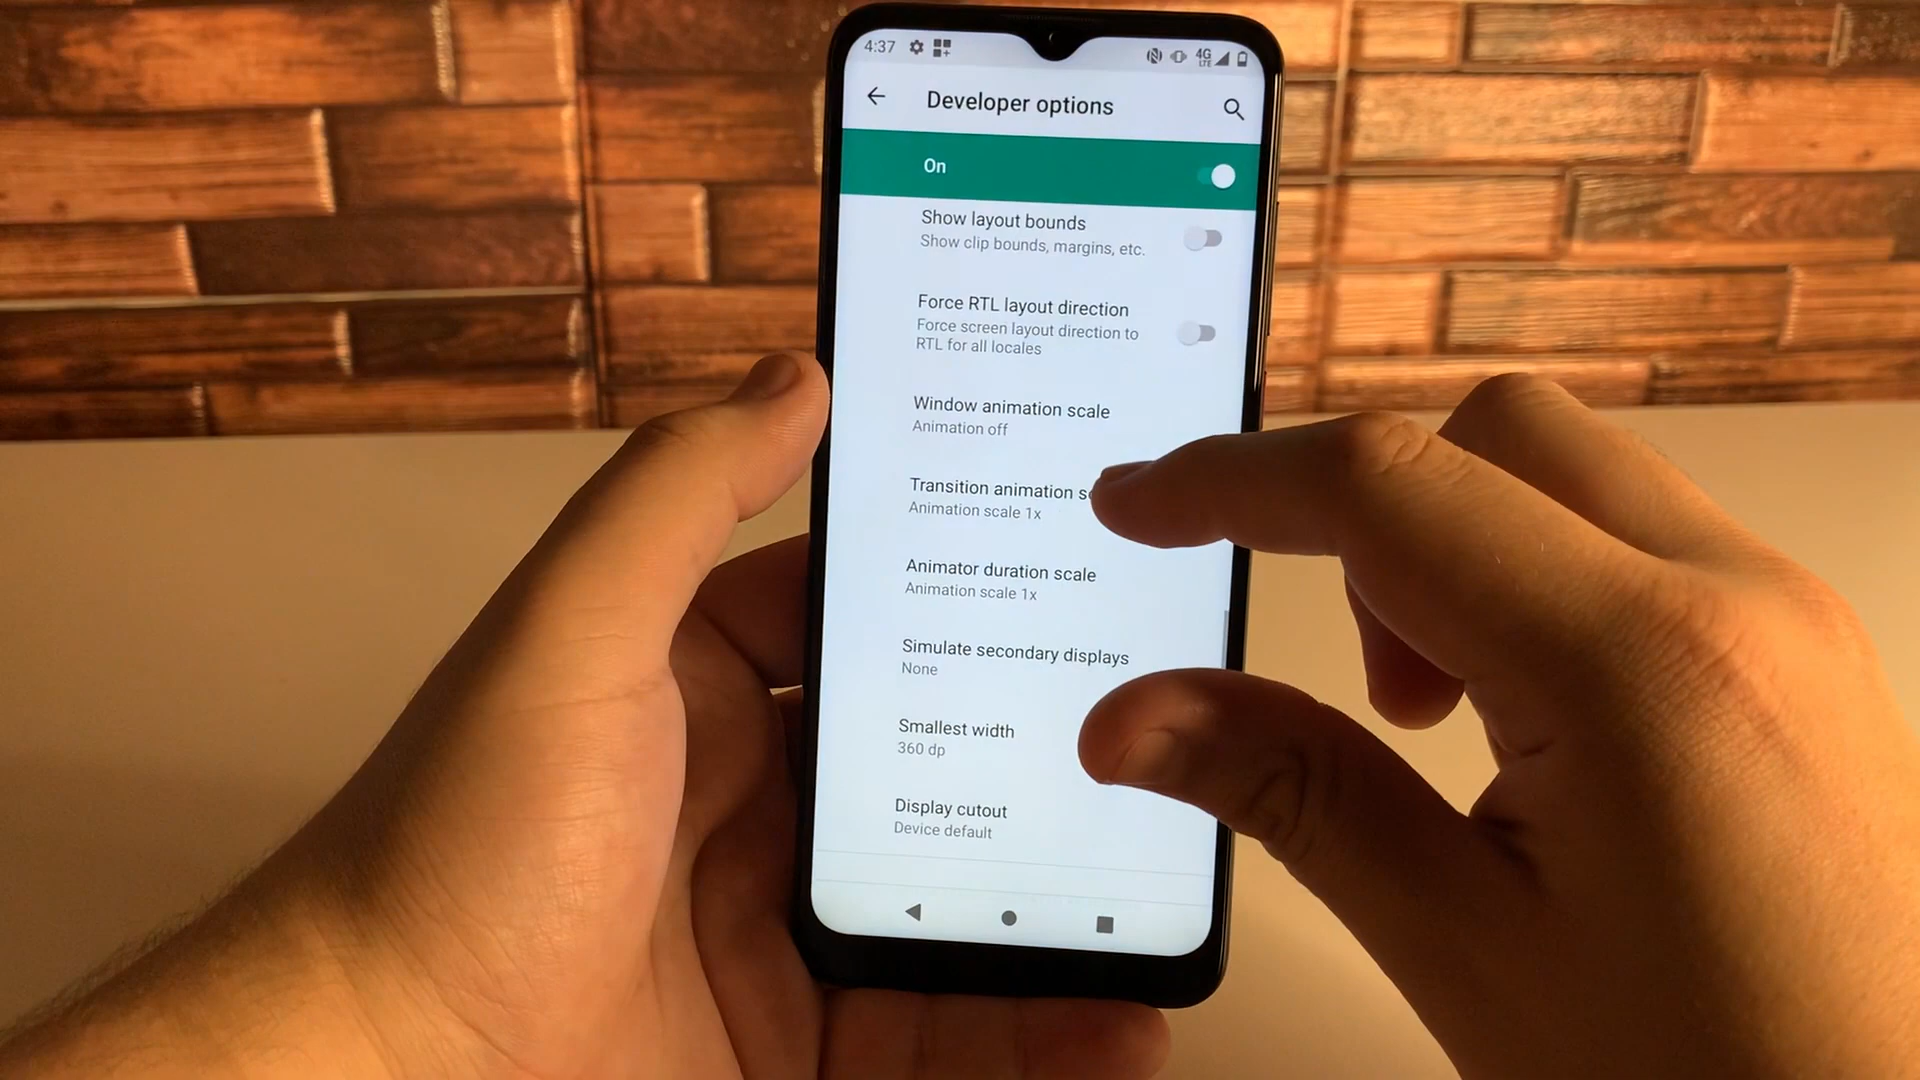 4:37
4G
LTE
Developer options
On
Show layout bounds
Show clip bounds, margins, etc.
Force RTL layout direction
Force screen layout direction to
RTL for all locales
Window animation scale
Animation off
Transition animation
Animation scale 1x
Animator duration scale
Animation scale 1x
Simulate secondary displays
None
Smallest width
360 dp
Display cutout
Device default